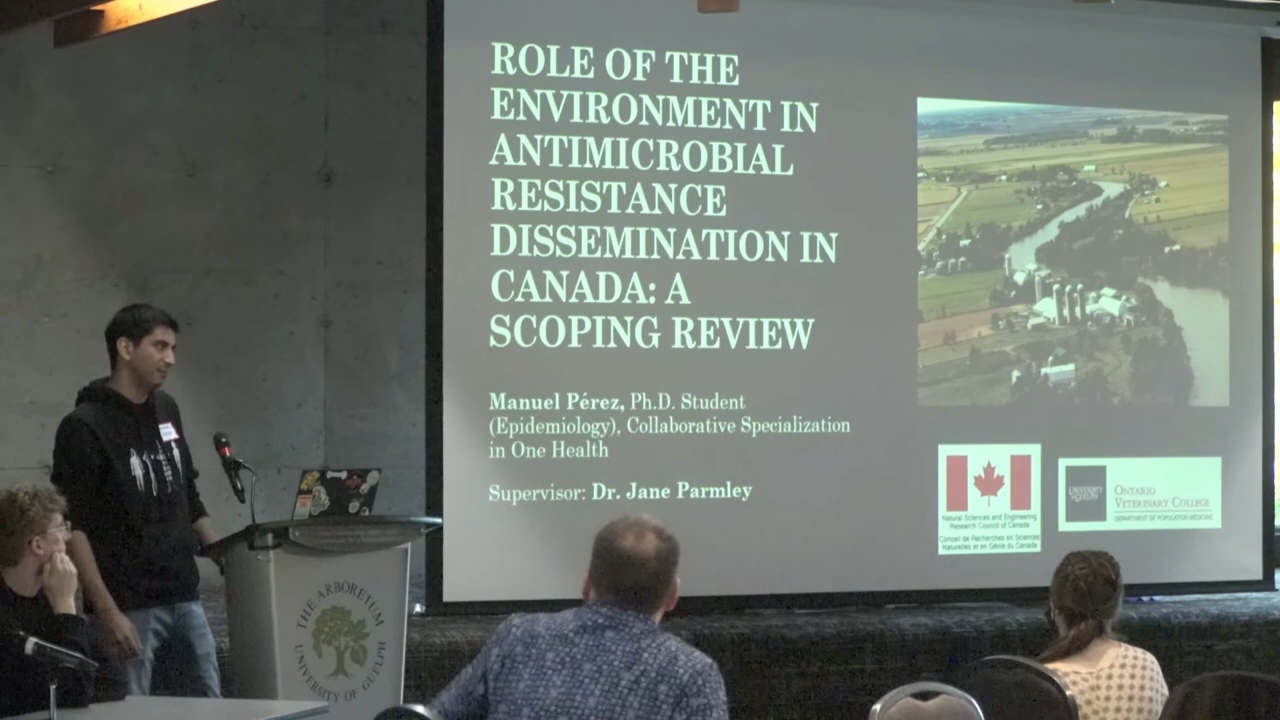 ROLE OF THE
ENVIRONMENT IN
ANTIMICROBIAL
RESISTANCE
DISSEMINATION IN
CANADA: A
SCOPING REVIEW
Manuel Pérez, Ph.D. Student
(Epidemiology), Collaborative Specialization
in One Health
Supervisor: Dr. Jane Parmley
Natural Sciences and Engineering
Research Council of Canada
Conseil de Recherches en Sciences
Naturelles et en Génie du Canada
UNIVERSITY
of GUELPH
ONTARIO
VETERINARY COLLEGE
DEPARTMENT OF POPULATION MEDICINE
THE ARBORETUM
UNIVERSITY OF GUELPH